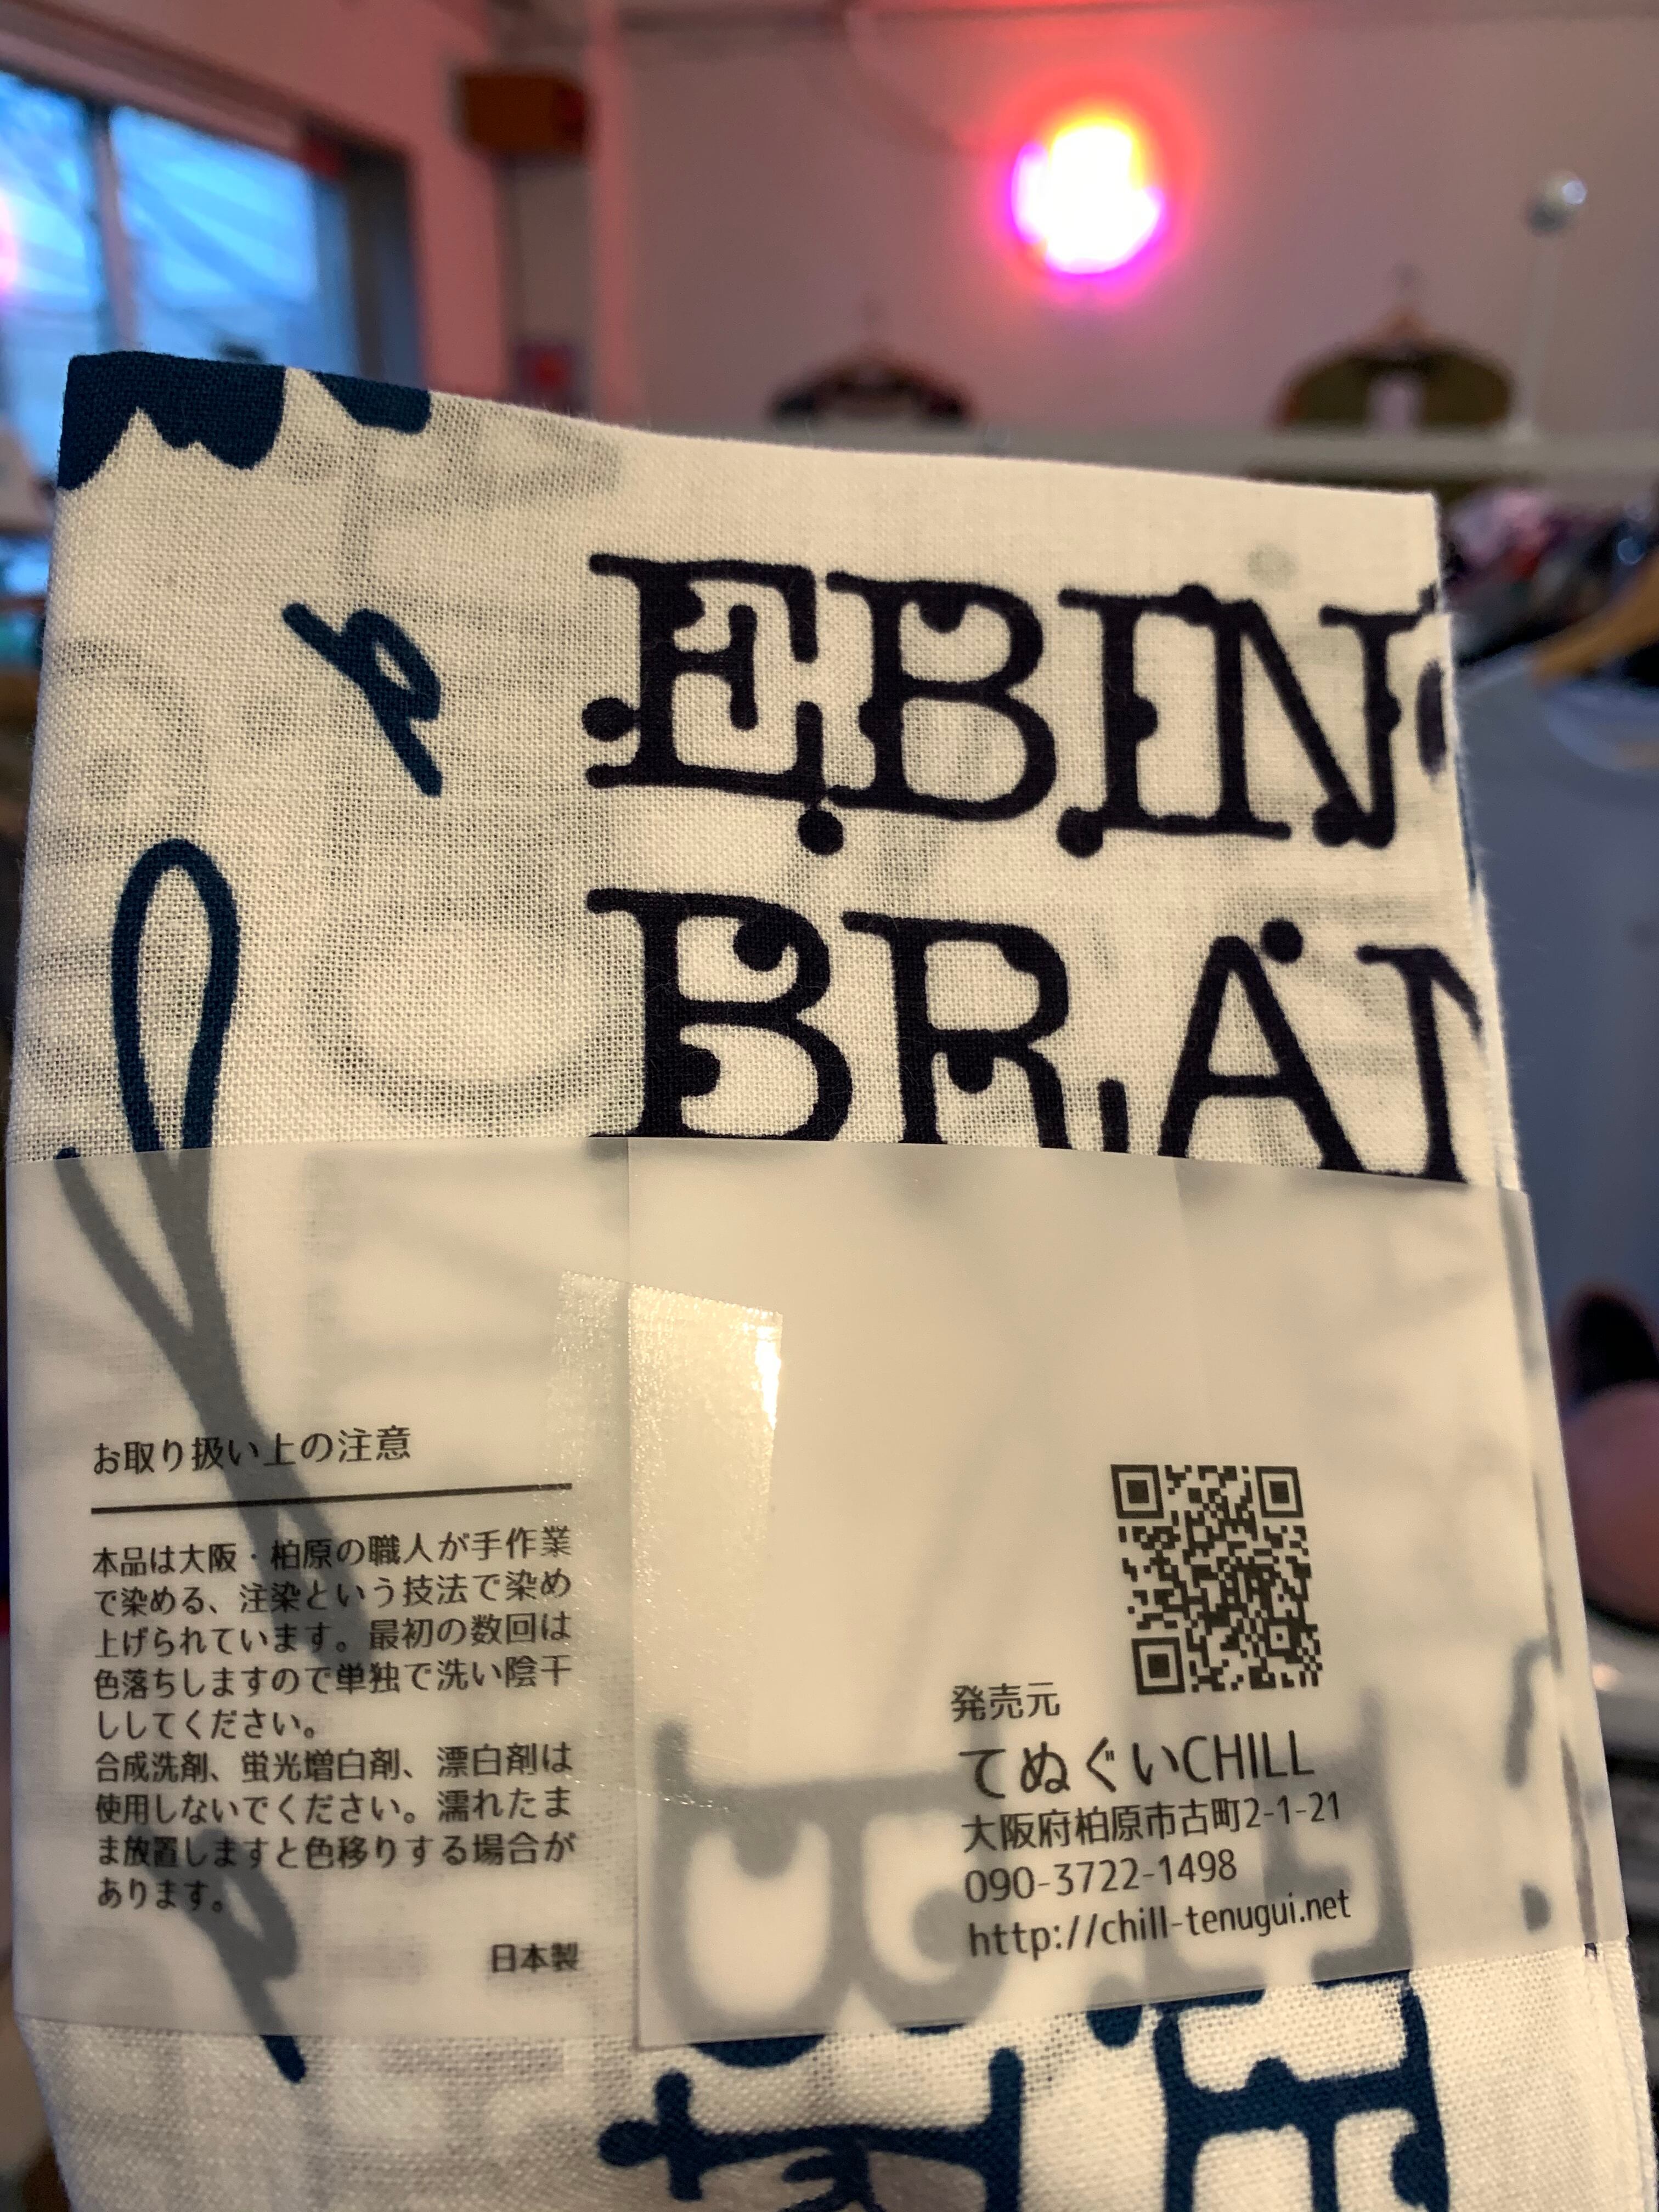 EBIN
BRAN
お取り扱い上の注意
本品は大阪・柏原の職人が手作業
で染める、注染という技法で染め
上げられています。最初の数回は
色落ちしますので単独で洗い陰干
ししてください。
合成洗剤、蛍光増白剤、漂白剤は
使用しないでください。濡れたま
ま放置しますと色移りする場合が
あります。
日本製
発売元
てぬぐいCHILL
大阪府柏原市古町2-1-21
090-3722-1498
http://chill-tenugui.net